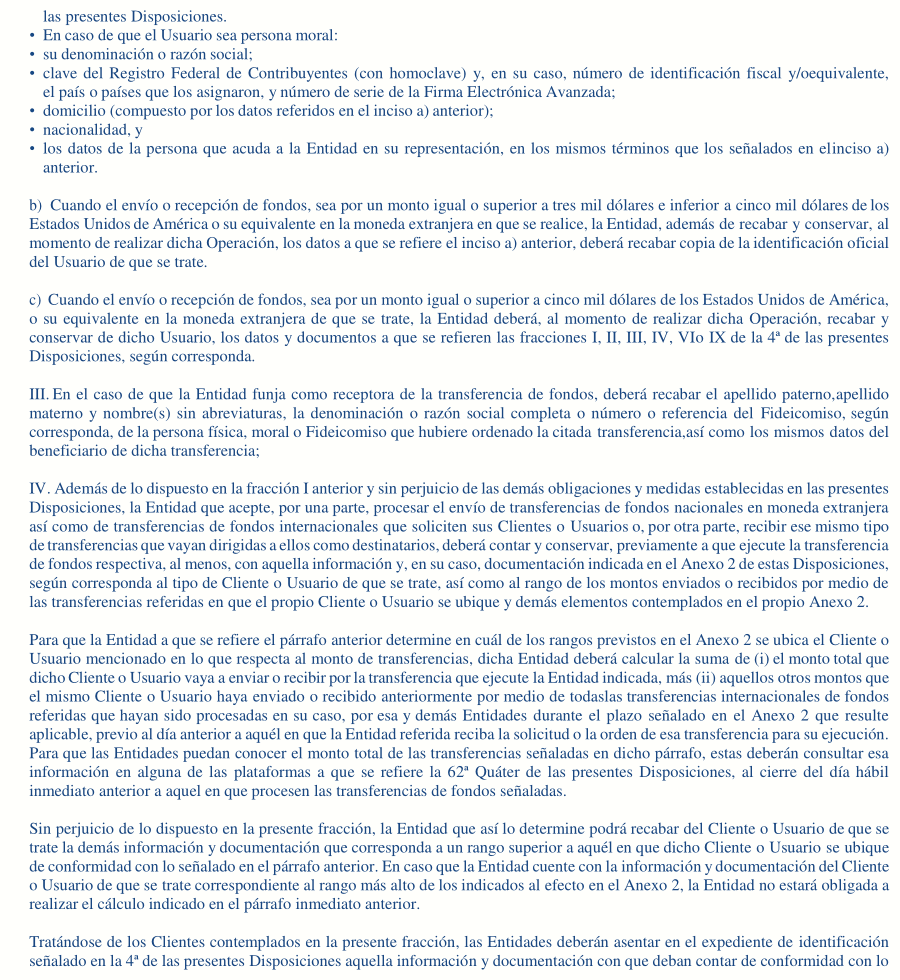 las presentes Disposiciones.
• En caso de que el Usuario sea persona moral:
• su denominación o razón social;
• clave del Registro Federal de Contribuyentes (con homoclave) y, en su caso, número de identificación fiscal y/oequivalente,
el país o países que los asignaron, y número de serie de la Firma Electrónica Avanzada;
• domicilio (compuesto por los datos referidos en el inciso a) anterior);
• nacionalidad, y
• los datos de la persona que acuda a la Entidad en su representación, en los mismos términos que los señalados en elinciso a)
anterior.
b) Cuando el envío o recepción de fondos, sea por un monto igual o superior a tres mil dólares e inferior a cinco mil dólares de los
Estados Unidos de América o su equivalente en la moneda extranjera en que se realice, la Entidad, además de recabar y conservar, al
momento de realizar dicha Operación, los datos a que se refiere el inciso a) anterior, deberá recabar copia de la identificación oficial
del Usuario de que se trate.
c) Cuando el envío o recepción de fondos, sea por un monto igual o superior a cinco mil dólares de los Estados Unidos de América,
o su equivalente en la moneda extranjera de que se trate, la Entidad deberá, al momento de realizar dicha Operación, recabar y
conservar de dicho Usuario, los datos y documentos a que se refieren las fracciones I, II, III, IV, VIo IX de la 4ª de las presentes
Disposiciones, según corresponda.
III. En el caso de que la Entidad funja como receptora de la transferencia de fondos, deberá recabar el apellido paterno,apellido
materno y nombre(s) sin abreviaturas, la denominación o razón social completa o número o referencia del Fideicomiso, según
corresponda, de la persona física, moral o Fideicomiso que hubiere ordenado la citada transferencia,así como los mismos datos del
beneficiario de dicha transferencia;
IV. Además de lo dispuesto en la fracción I anterior y sin perjuicio de las demás obligaciones y medidas establecidas en las presentes
Disposiciones, la Entidad que acepte, por una parte, procesar el envío de transferencias de fondos nacionales en moneda extranjera
así como de transferencias de fondos internacionales que soliciten sus Clientes o Usuarios o, por otra parte, recibir ese mismo tipo
de transferencias que vayan dirigidas a ellos como destinatarios, deberá contar y conservar, previamente a que ejecute la transferencia
de fondos respectiva, al menos, con aquella información y, en su caso, documentación indicada en el Anexo 2 de estas Disposiciones,
según corresponda al tipo de Cliente o Usuario de que se trate, así como al rango de los montos enviados o recibidos por medio de
las transferencias referidas en que el propio Cliente o Usuario se ubique y demás elementos contemplados en el propio Anexo 2.
Para que la Entidad a que se refiere el párrafo anterior determine en cuál de los rangos previstos en el Anexo 2 se ubica el Cliente o
Usuario mencionado en lo que respecta al monto de transferencias, dicha Entidad deberá calcular la suma de (i) el monto total que
dicho Cliente o Usuario vaya a enviar o recibir por la transferencia que ejecute la Entidad indicada, más (ii) aquellos otros montos que
el mismo Cliente o Usuario haya enviado o recibido anteriormente por medio de todaslas transferencias internacionales de fondos
referidas que hayan sido procesadas en su caso, por esa y demás Entidades durante el plazo señalado en el Anexo 2 que resulte
aplicable, previo al día anterior a aquél en que la Entidad referida reciba la solicitud o la orden de esa transferencia para su ejecución.
Para que las Entidades puedan conocer el monto total de las transferencias señaladas en dicho párrafo, estas deberán consultar esa
información en alguna de las plataformas a que se refiere la 62ª Quáter de las presentes Disposiciones, al cierre del día hábil
inmediato anterior a aquel en que procesen las transferencias de fondos señaladas.
Sin perjuicio de lo dispuesto en la presente fracción, la Entidad que así lo determine podrá recabar del Cliente o Usuario de que se
trate la demás información y documentación que corresponda a un rango superior a aquél en que dicho Cliente o Usuario se ubique
de conformidad con lo señalado en el párrafo anterior. En caso que la Entidad cuente con la información y documentación del Cliente
o Usuario de que se trate correspondiente al rango más alto de los indicados al efecto en el Anexo 2, la Entidad no estará obligada a
realizar el cálculo indicado en el párrafo inmediato anterior.
Tratándose de los Clientes contemplados en la presente fracción, las Entidades deberán asentar en el expediente de identificación
señalado en la 4ª de las presentes Disposiciones aquella información y documentación con que deban contar de conformidad con lo